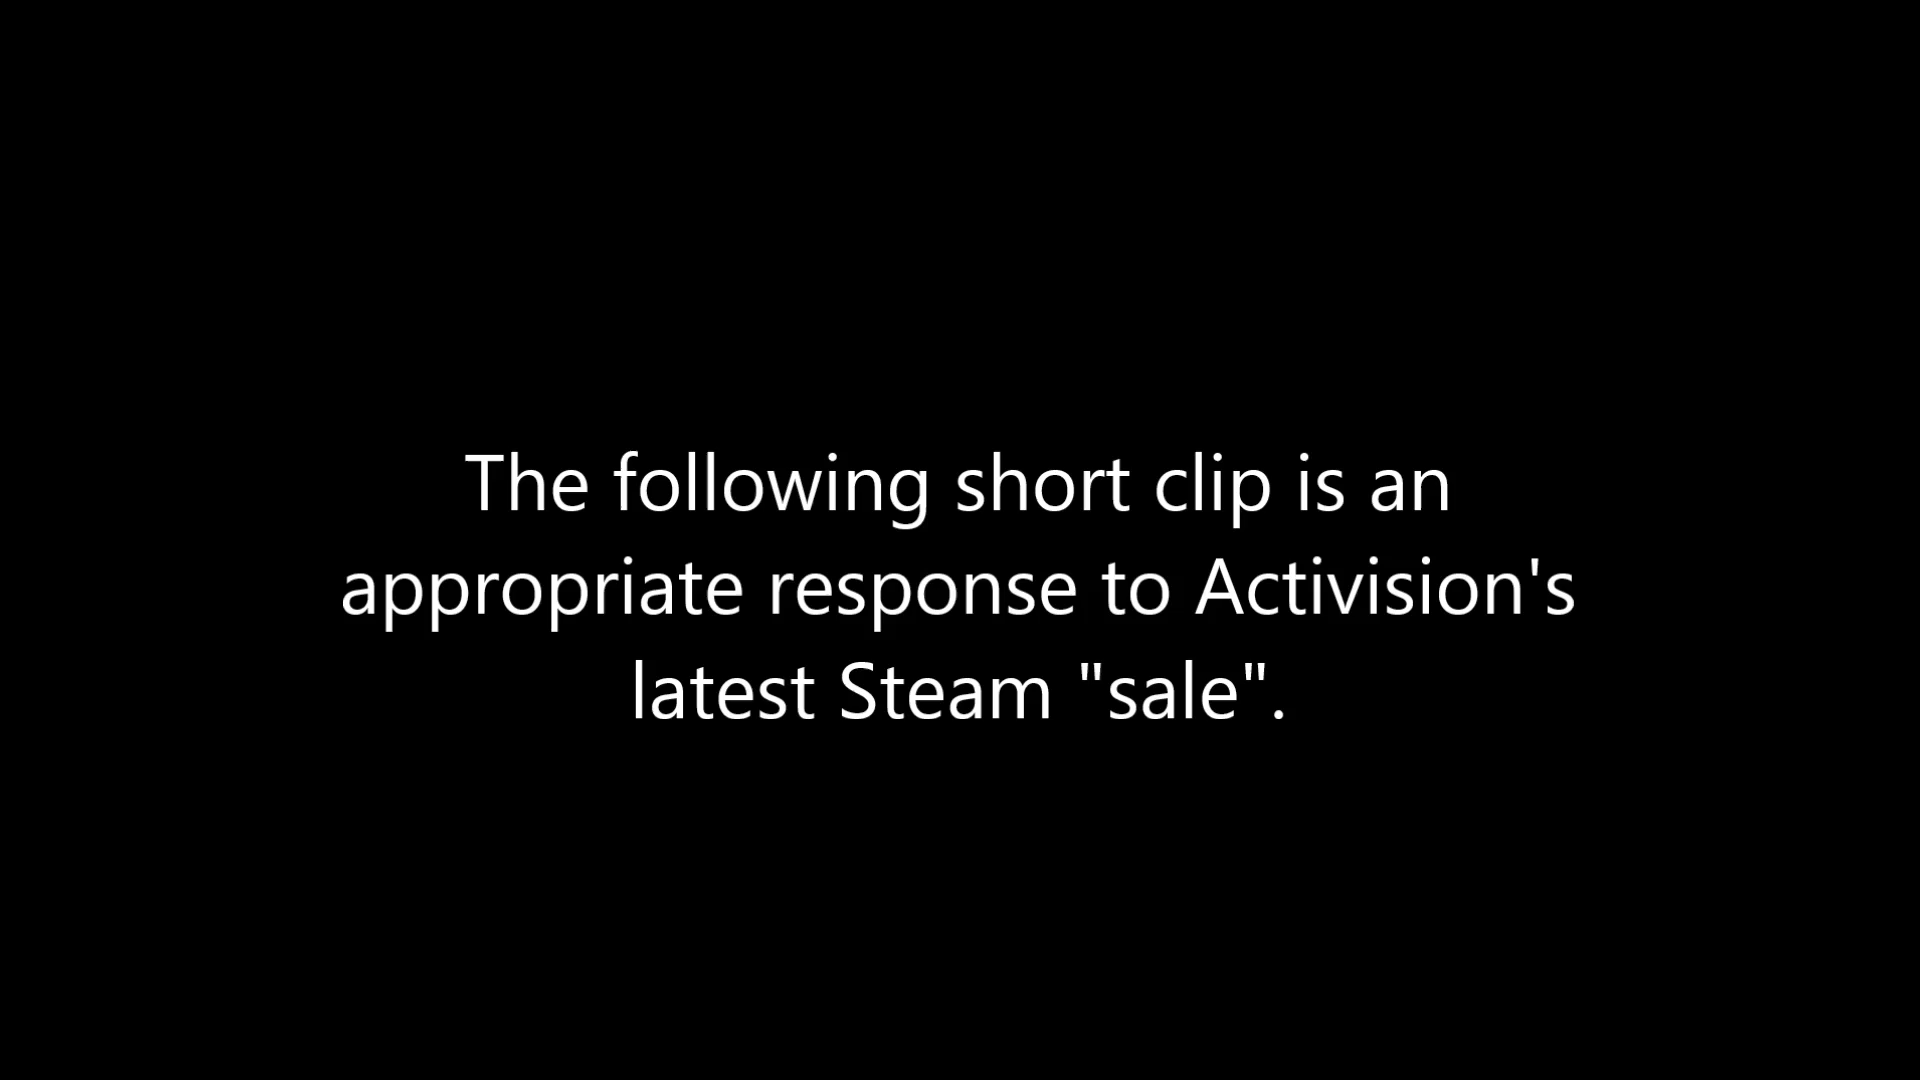 The following short clip is an
appropriate response to Activision's
latest Steam "sale".